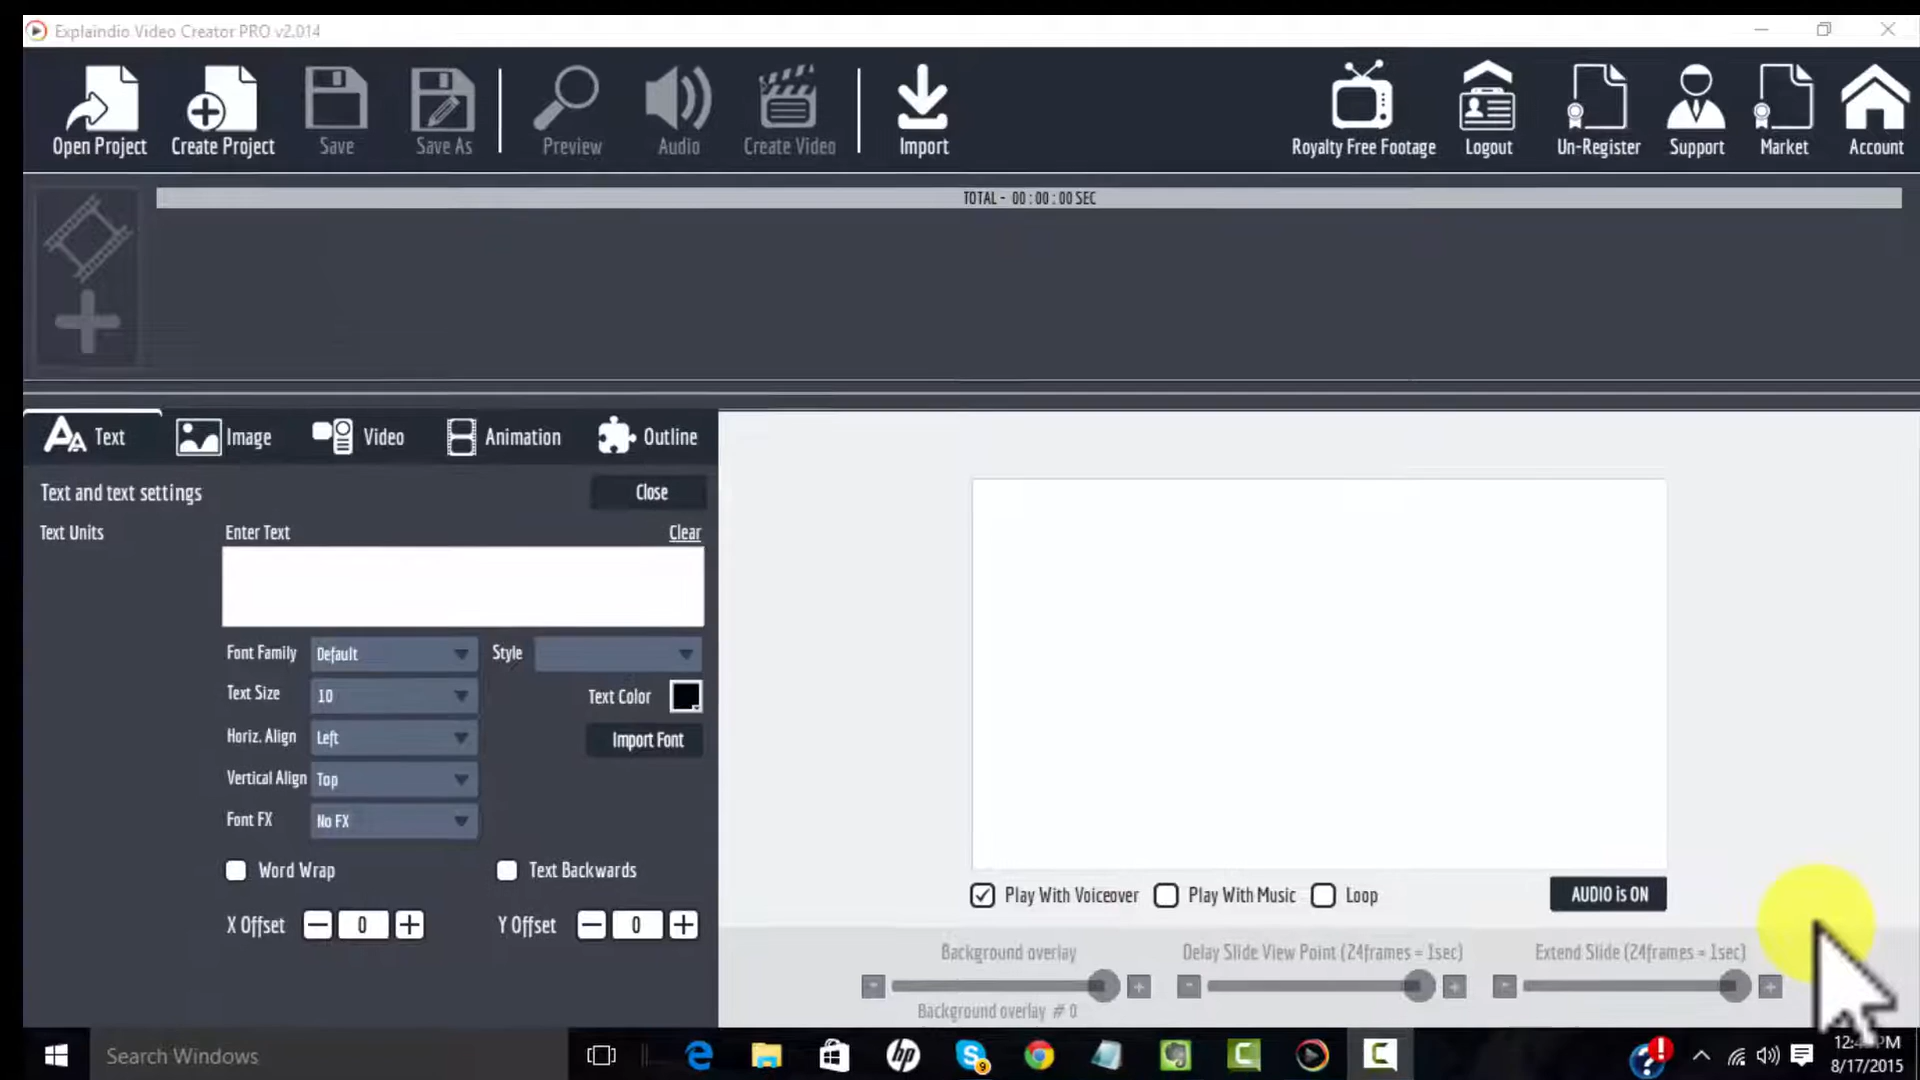 Explaindio Video Creator PRO v2.014
Open Project Create Project Save Save As Preview Audio Create Video Import Royalty Free Footage Logout Un-Register Support Market Account
TOTAL - 00 : 00 : 00 SEC
Text Image Video Animation Outline
Text and text settings Close
Text Units Enter Text Clear
Font Family Default Style
Text Size 10 Text Color
Horiz. Align Left Import Font
Vertical Align Top
Font FX No FX
Word Wrap Text Backwards
X Offset 0 Y Offset 0
Play With Voiceover Play With Music Loop AUDIO is ON
Background overlay Delay Slide View Point (24frames = 1sec) Extend Slide (24frames = 1sec)
Background overlay # 0
Search Windows
9
8/17/2015